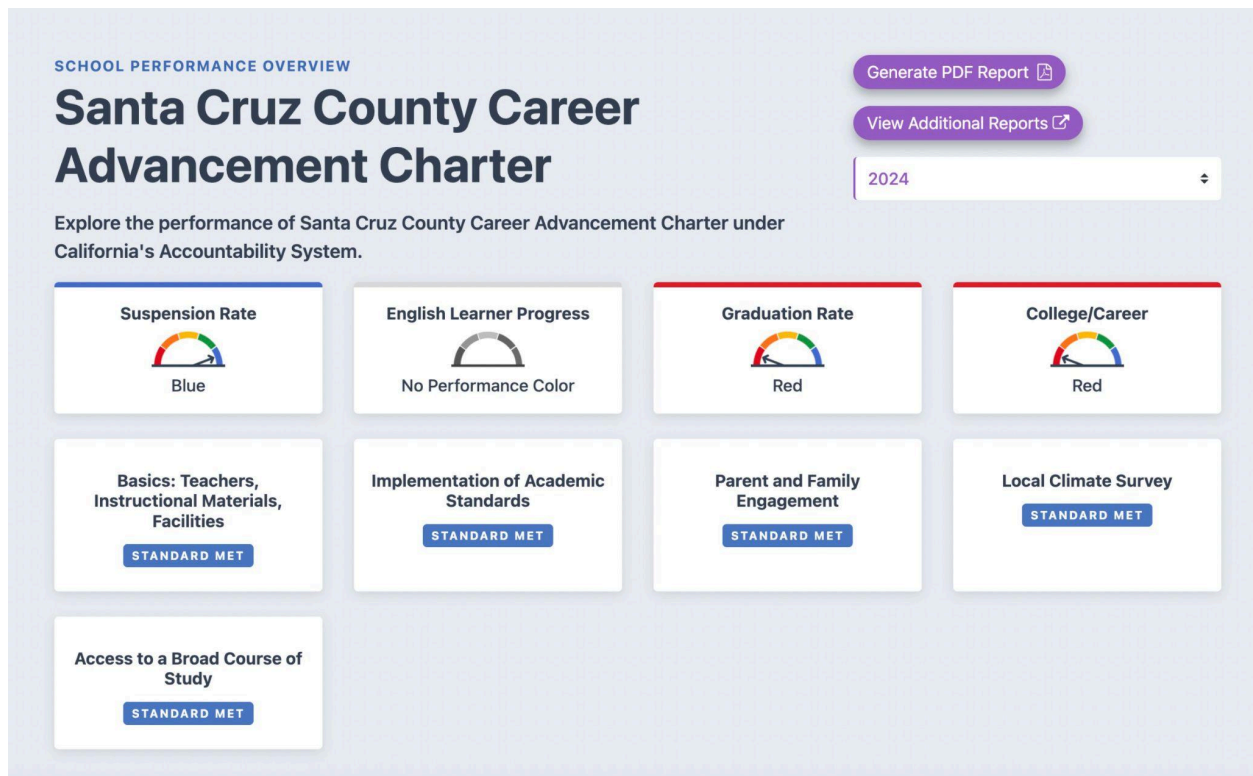 SCHOOL PERFORMANCE OVERVIEW
Santa Cruz County Career
Advancement Charter
Explore the performance of Santa Cruz County Career Advancement Charter under
California's Accountability System.
Generate PDF Report
View Additional Reports
2024
Suspension Rate
Blue
English Learner Progress
No Performance Color
Graduation Rate
Red
College/Career
Red
Basics: Teachers,
Instructional Materials,
Facilities
STANDARD MET
Implementation of Academic
Standards
STANDARD MET
Parent and Family
Engagement
STANDARD MET
Local Climate Survey
STANDARD MET
Access to a Broad Course of
Study
STANDARD MET